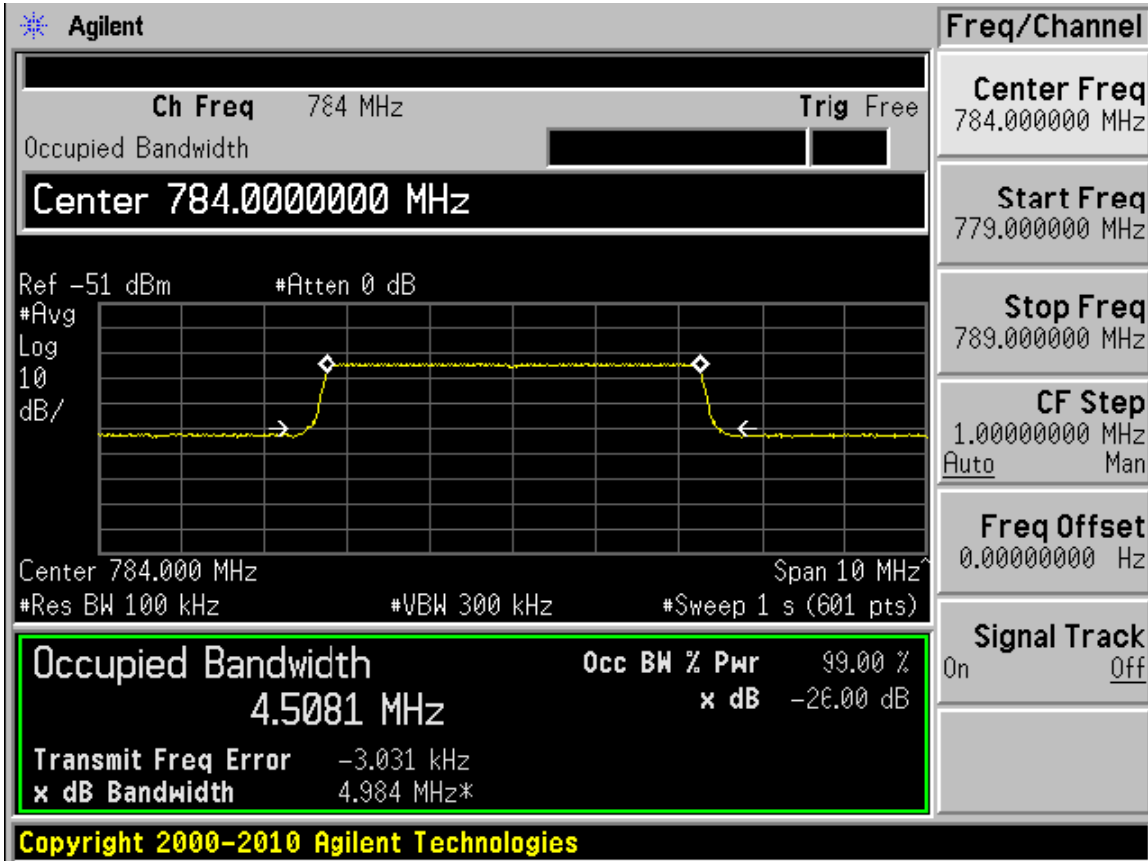 Agilent
Freq/Channel
Ch Freq 784 MHz Trig Free
Occupied Bandwidth
Center 784.0000000 MHz
Ref -51 dBm #Atten 0 dB
#Avg
Log
10
dB/
Center 784.000 MHz Span 10 MHz^
#Res BW 100 kHz #VBW 300 kHz #Sweep 1 s (601 pts)
Occupied Bandwidth
4.5081 MHz
Occ BW % Pwr 99.00 %
x dB -26.00 dB
Transmit Freq Error -3.031 kHz
x dB Bandwidth 4.984 MHz*
Center Freq
784.000000 MHz
Start Freq
779.000000 MHz
Stop Freq
789.000000 MHz
CF Step
1.00000000 MHz
Auto Man
Freq Offset
0.00000000 Hz
Signal Track
On Off
Copyright 2000-2010 Agilent Technologies